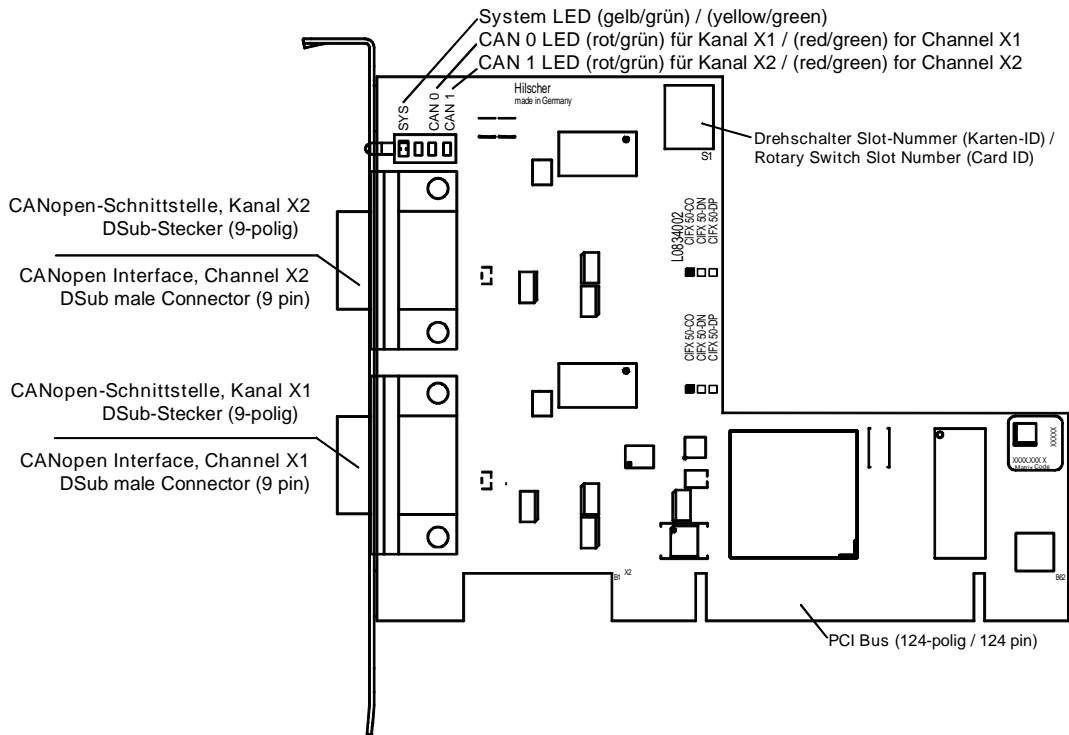 System LED (gelb/grün) / (yellow/green)
CAN 0 LED (rot/grün) für Kanal X1 / (red/green) for Channel X1
CAN 1 LED (rot/grün) für Kanal X2 / (red/green) for Channel X2
SYS
CAN 0
CAN 1
Hilscher
made in Germany
S1
Drehschalter Slot-Nummer (Karten-ID) /
Rotary Switch Slot Number (Card ID)
CANopen-Schnittstelle, Kanal X2
DSub-Stecker (9-polig)
CANopen Interface, Channel X2
DSub male Connector (9 pin)
L0834002
CIFX 50-CO
CIFX 50-DN
CIFX 50-DP
CIFX 50-CO
CIFX 50-DN
CIFX 50-DP
CANopen-Schnittstelle, Kanal X1
DSub-Stecker (9-polig)
CANopen Interface, Channel X1
DSub male Connector (9 pin)
XXXXX
XXXX.XXX X
Matrix Code
B1
X2
B62
PCI Bus (124-polig / 124 pin)